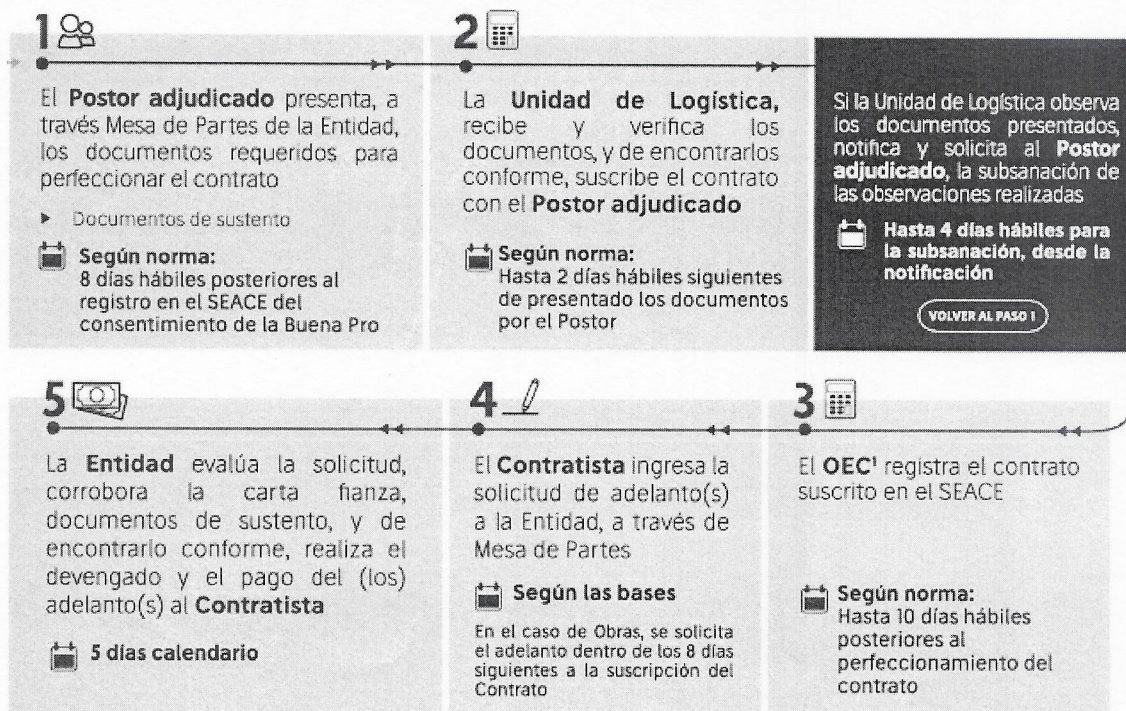 1
El Postor adjudicado presenta, a
través Mesa de Partes de la Entidad,
los documentos requeridos para
perfeccionar el contrato
Documentos de sustento
Según norma:
8 días hábiles posteriores al
registro en el SEACE del
consentimiento de la Buena Pro
2
La Unidad de Logística,
recibe y verifica los
documentos, y de encontrarlos
conforme, suscribe el contrato
con el Postor adjudicado
Según norma:
Hasta 2 días hábiles siguientes
de presentado los documentos
por el Postor
Si la Unidad de Logística observa
los documentos presentados,
notifica y solicita al Postor
adjudicado, la subsanación de
las observaciones realizadas
Hasta 4 días hábiles para
la subsanación, desde la
notificación
VOLVER AL PASO 1
3
El OEC¹ registra el contrato
suscrito en el SEACE
Según norma:
Hasta 10 días hábiles
posteriores al
perfeccionamiento del
contrato
4
El Contratista ingresa la
solicitud de adelanto(s)
a la Entidad, a través de
Mesa de Partes
Según las bases
En el caso de Obras, se solicita
el adelanto dentro de los 8 días
siguientes a la suscripción del
Contrato
5
La Entidad evalúa la solicitud,
corrobora la carta fianza,
documentos de sustento, y de
encontrarlo conforme, realiza el
devengado y el pago del (los)
adelanto(s) al Contratista
5 días calendario